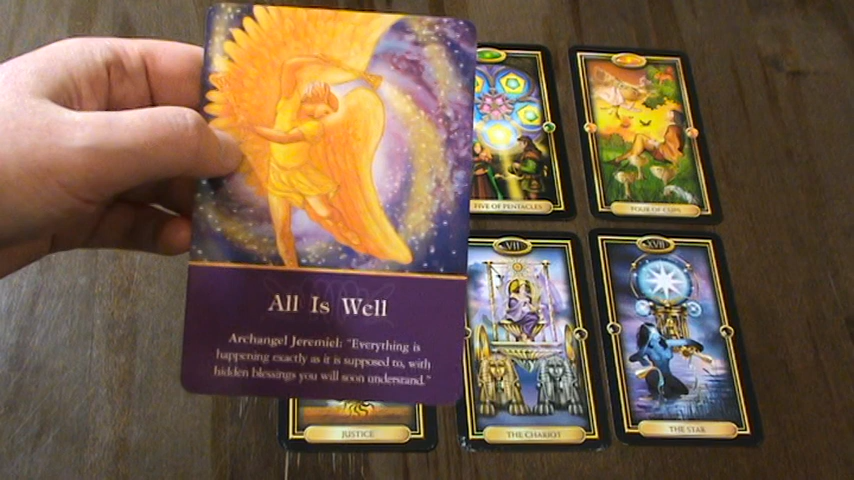 All Is Well
Archangel Jeremiel: "Everything is
happening exactly as it is supposed to, with
hidden blessings you will soon understand."
FIVE OF PENTACLES
FOUR OF CUPS
VII
XVII
JUSTICE
THE CHARIOT
THE STAR